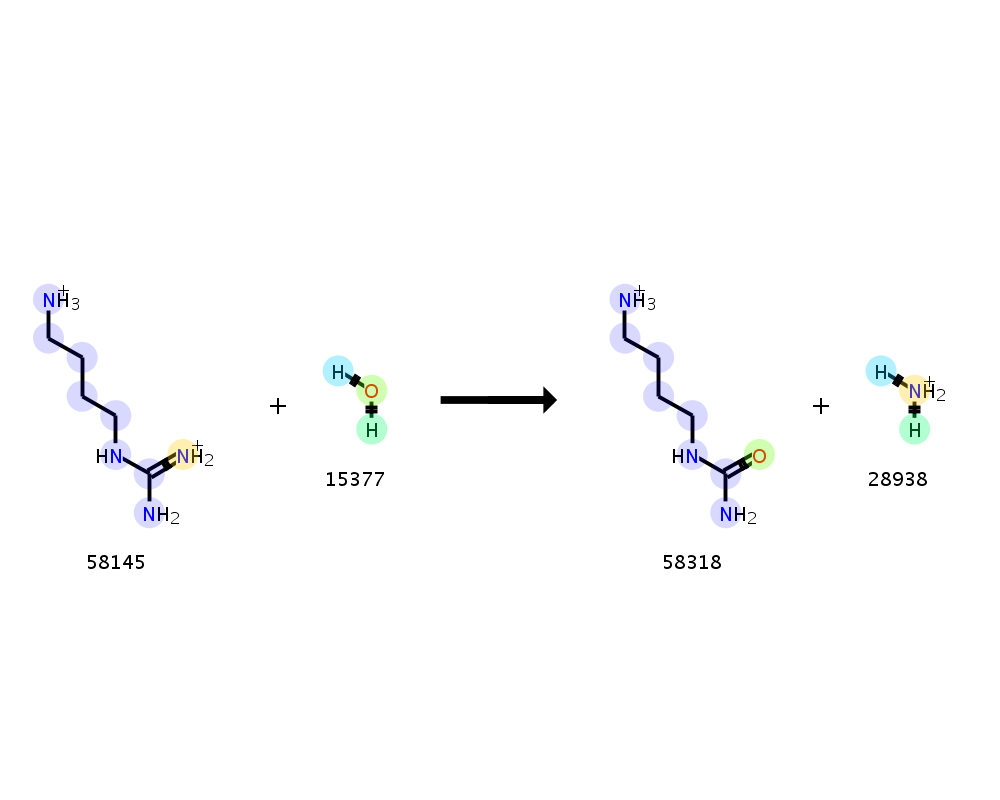 NH3+
NH3+
H
O
H
+
H
NH2+
H
+
HN
NH2+
NH2
15377
HN
O
NH2
28938
58145
58318